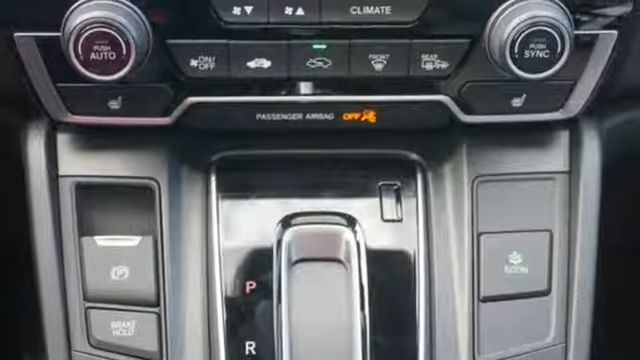 CLIMATE
PUSH
AUTO
ON/
OFF
FRONT
REAR
PUSH
SYNC
PASSENGER AIRBAG OFF
P
BRAKE
HOLD
R